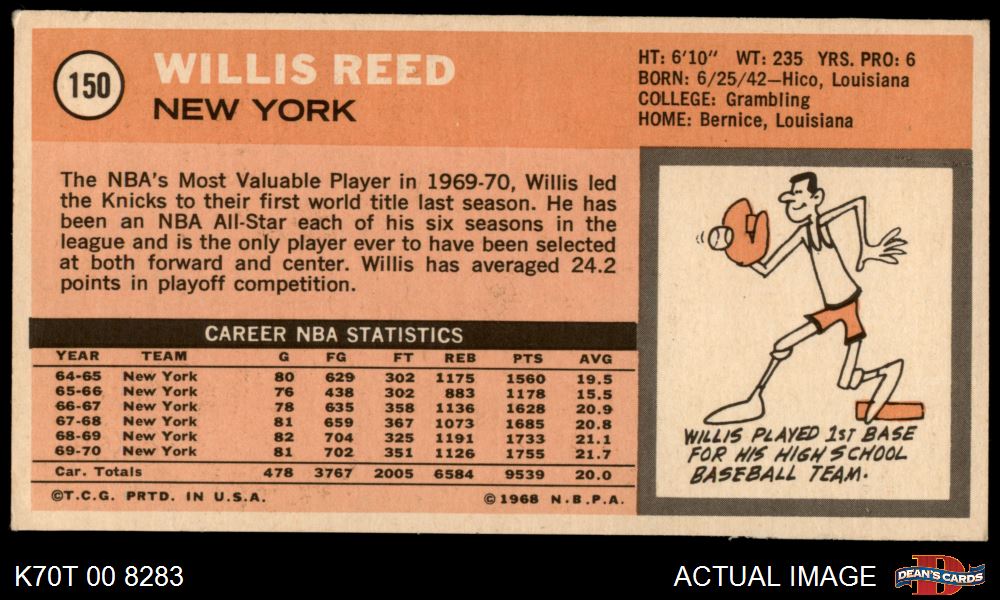 150
WILLIS REED
NEW YORK
HT: 6'10" WT: 235 YRS. PRO: 6
BORN: 6/25/42—Hico, Louisiana
COLLEGE: Grambling
HOME: Bernice, Louisiana
The NBA's Most Valuable Player in 1969-70, Willis led
the Knicks to their first world title last season. He has
been an NBA All-Star each of his six seasons in the
league and is the only player ever to have been selected
at both forward and center. Willis has averaged 24.2
points in playoff competition.
CAREER NBA STATISTICS
YEAR TEAM G FG FT REB PTS AVG
64-65 New York 80 629 302 1175 1560 19.5
65-66 New York 76 438 302 883 1178 15.5
66-67 New York 78 635 358 1136 1628 20.9
67-68 New York 81 659 367 1073 1685 20.8
68-69 New York 82 704 325 1191 1733 21.1
69-70 New York 81 702 351 1126 1755 21.7
Car. Totals 478 3767 2005 6584 9539 20.0
©T.C.G. PRTD. IN U.S.A. ©1968 N.B.P.A.
WILLIS PLAYED 1ST BASE
FOR HIS HIGH SCHOOL
BASEBALL TEAM.
K70T 00 8283
ACTUAL IMAGE
D
DEAN'S CARDS